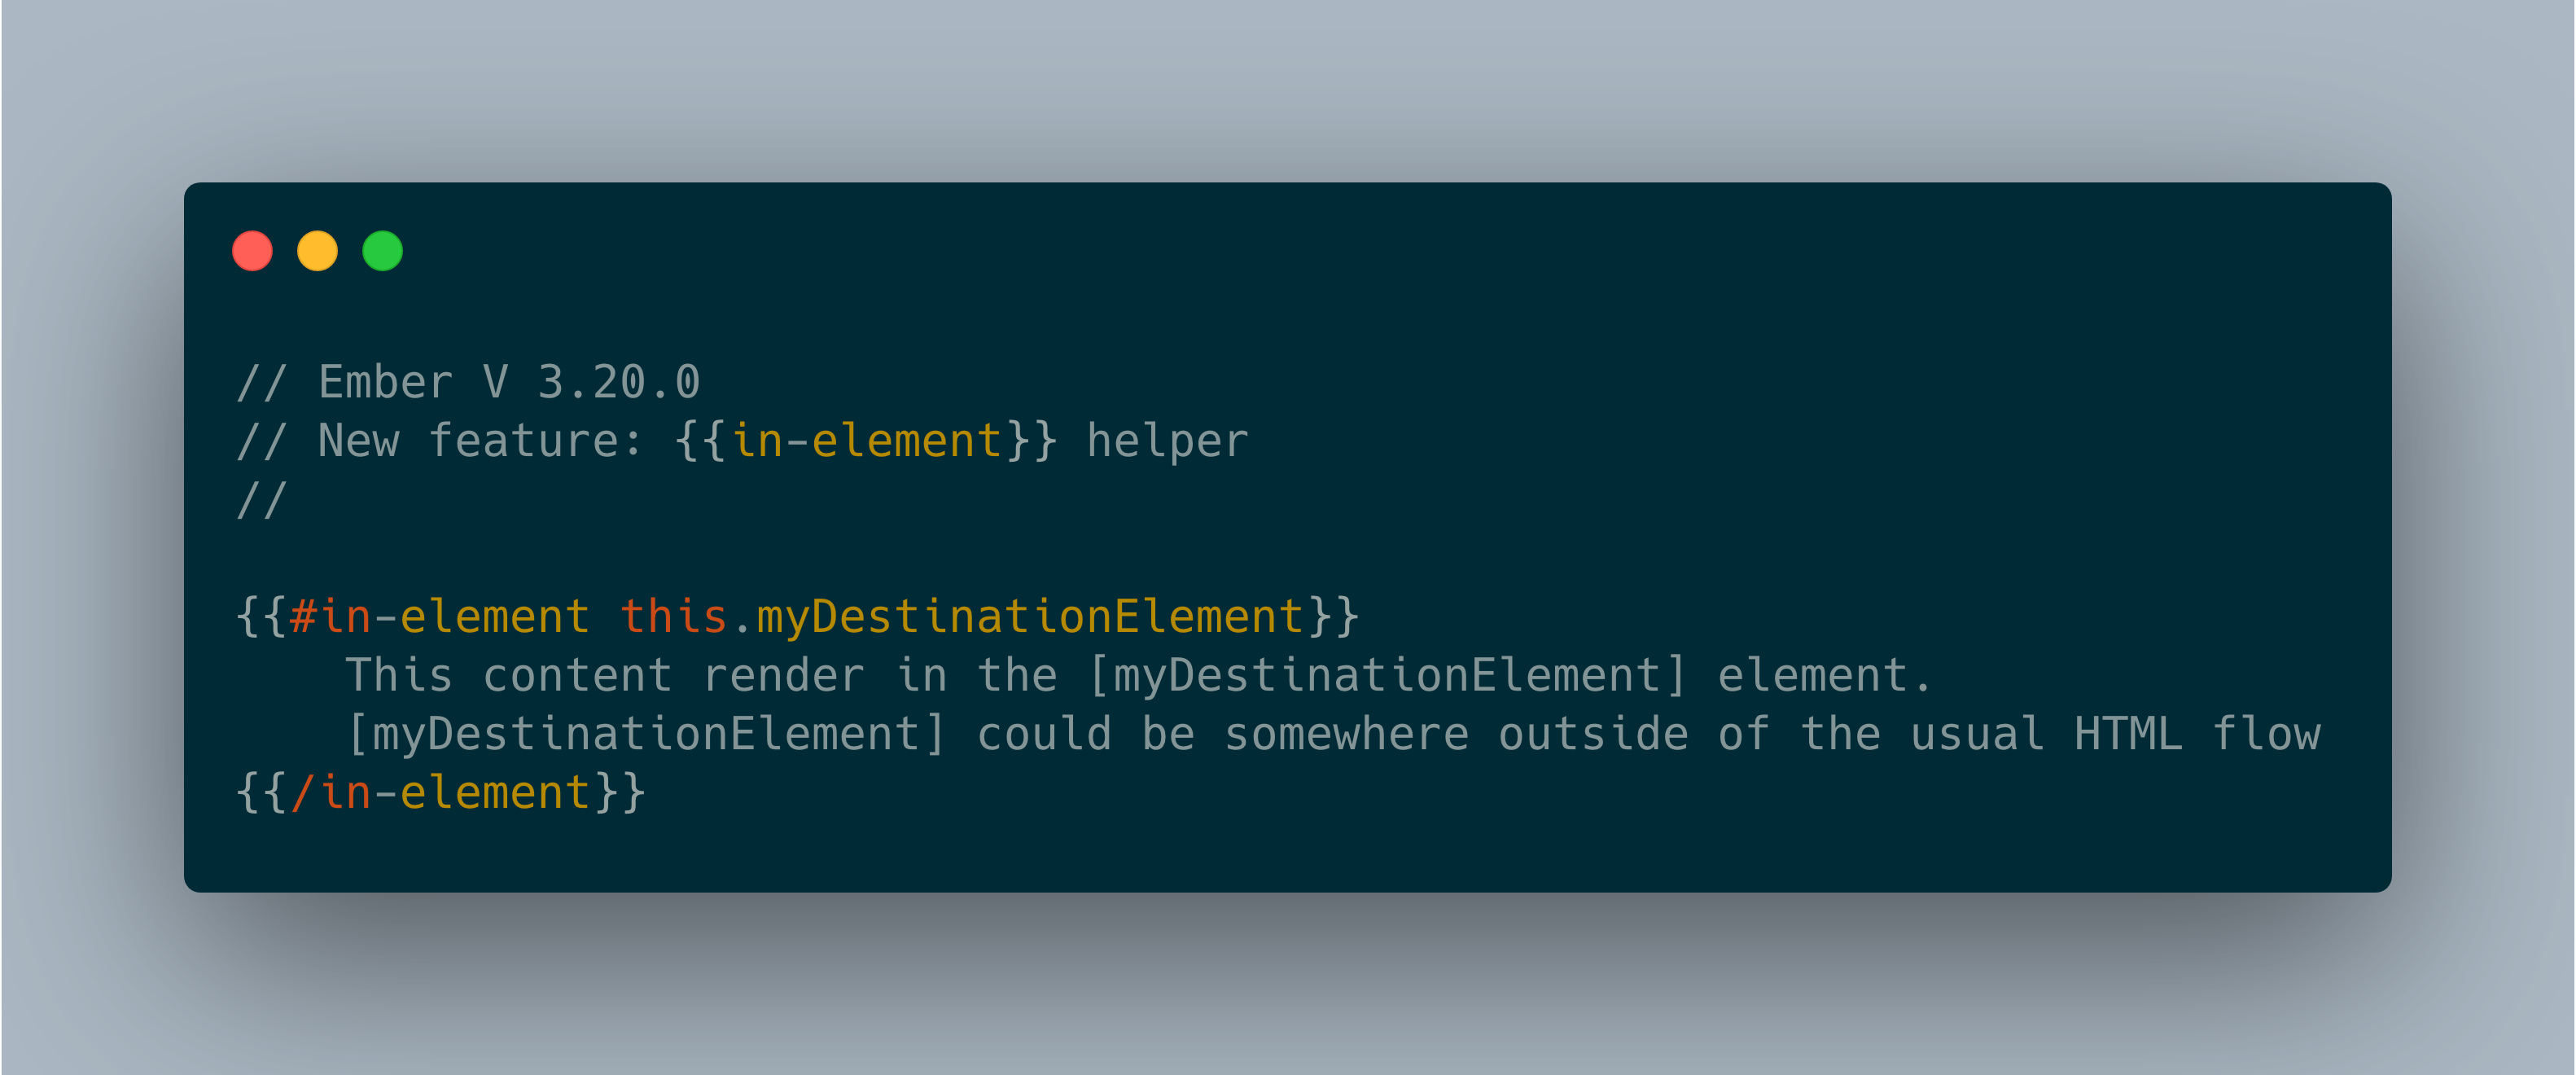 // Ember V 3.20.0
// New feature: {{in-element}} helper
//
{{#in-element this.myDestinationElement}}
This content render in the [myDestinationElement] element.
[myDestinationElement] could be somewhere outside of the usual HTML flow
{{/in-element}}